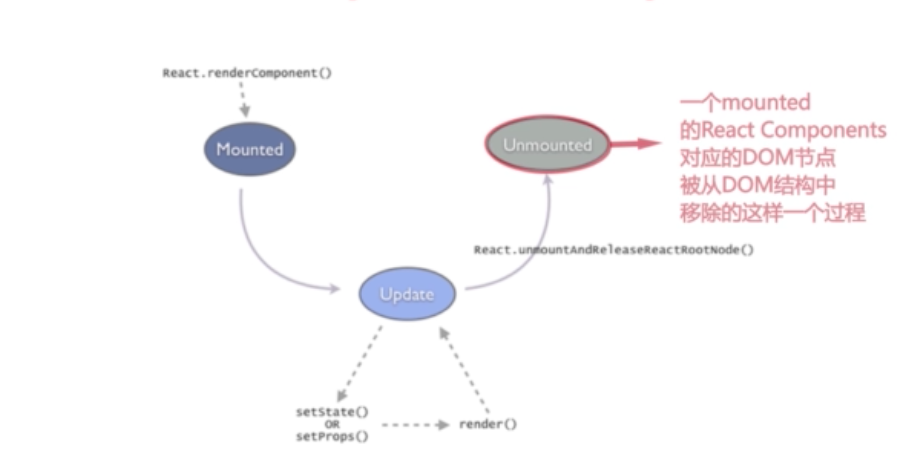 React.renderComponent()
Mounted
Unmounted
一个mounted
的React Components
对应的DOM节点
被从DOM结构中
移除的这样一个过程
React.unmountAndReleaseReactRootNode()
Update
setState()
OR
setProps()
render()